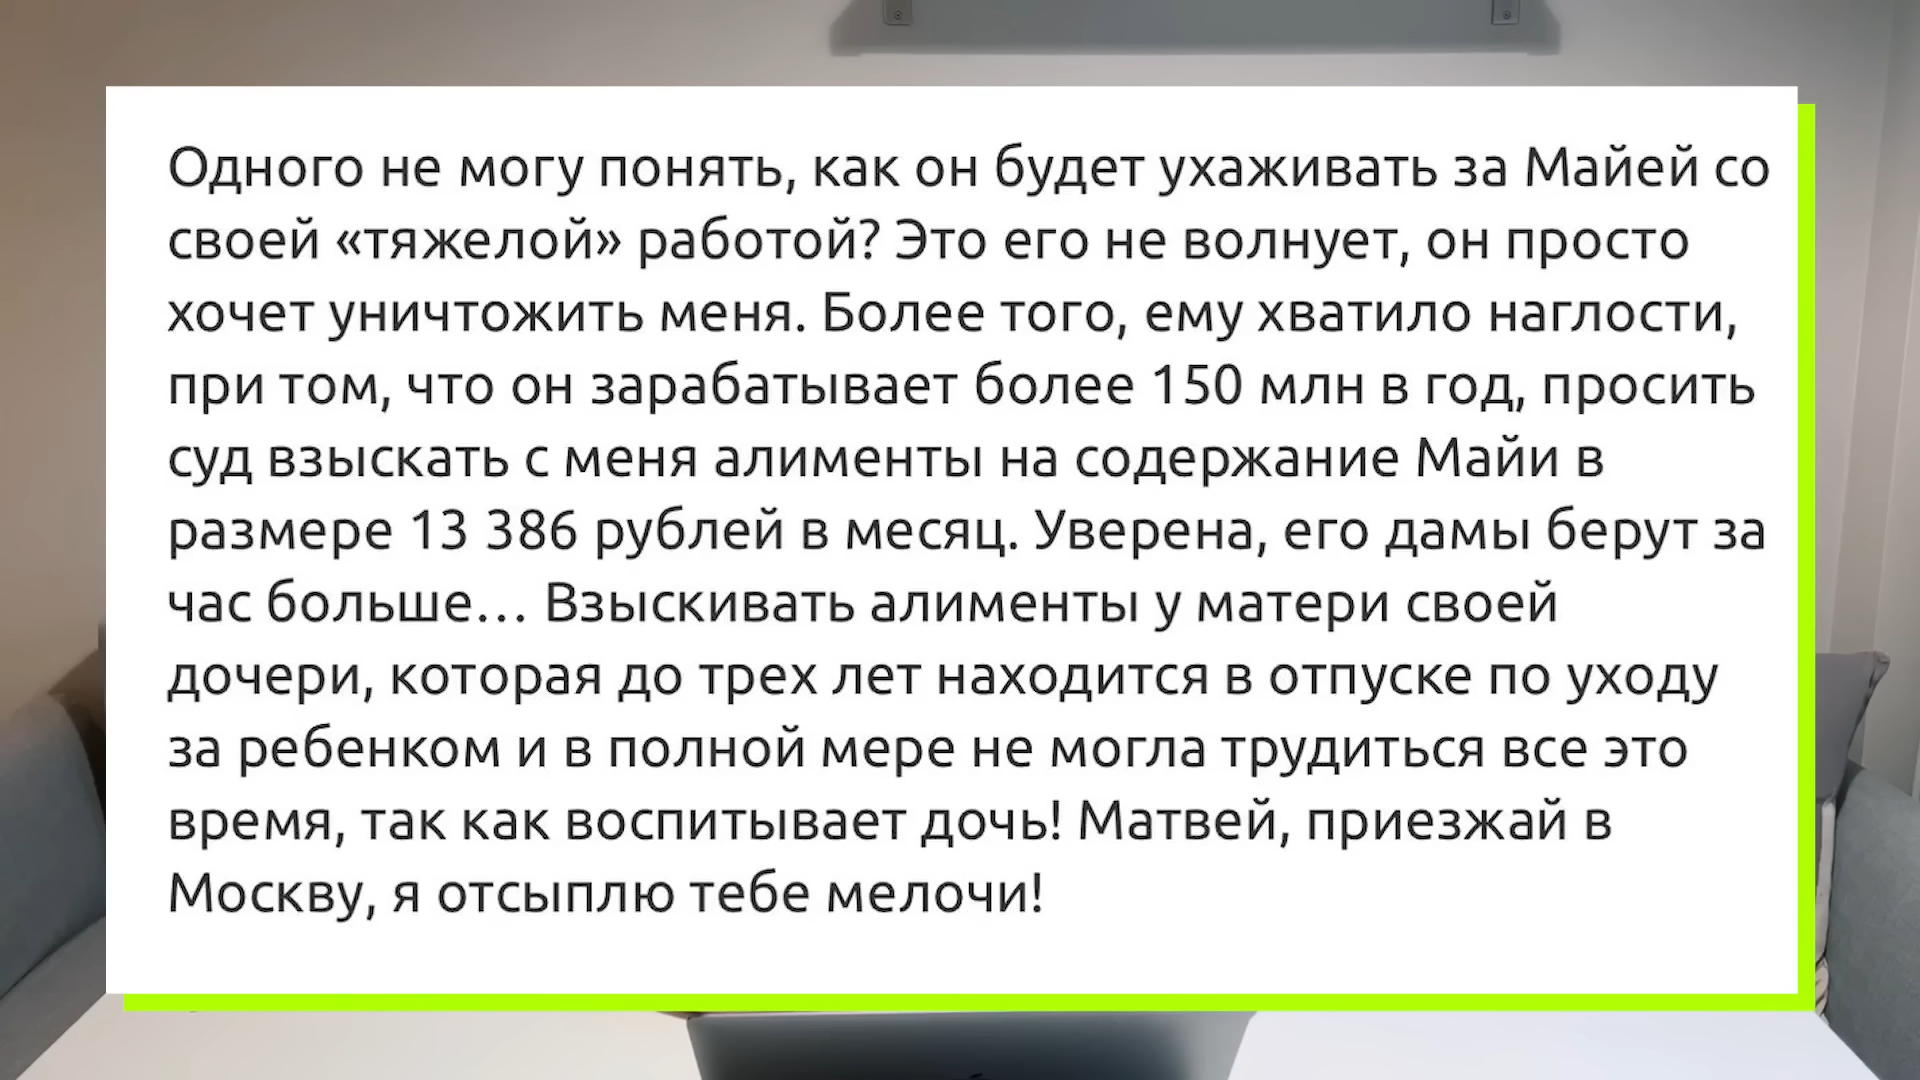 Одного не могу понять, как он будет ухаживать за Майей со
своей «тяжелой» работой? Это его не волнует, он просто
хочет уничтожить меня. Более того, ему хватило наглости,
при том, что он зарабатывает более 150 млн в год, просить
суд взыскать с меня алименты на содержание Майи в
размере 13 386 рублей в месяц. Уверена, его дамы берут за
час больше... Взыскивать алименты у матери своей
дочери, которая до трех лет находится в отпуске по уходу
за ребенком и в полной мере не могла трудиться все это
время, так как воспитывает дочь! Матвей, приезжай в
Москву, я отсыплю тебе мелочи!